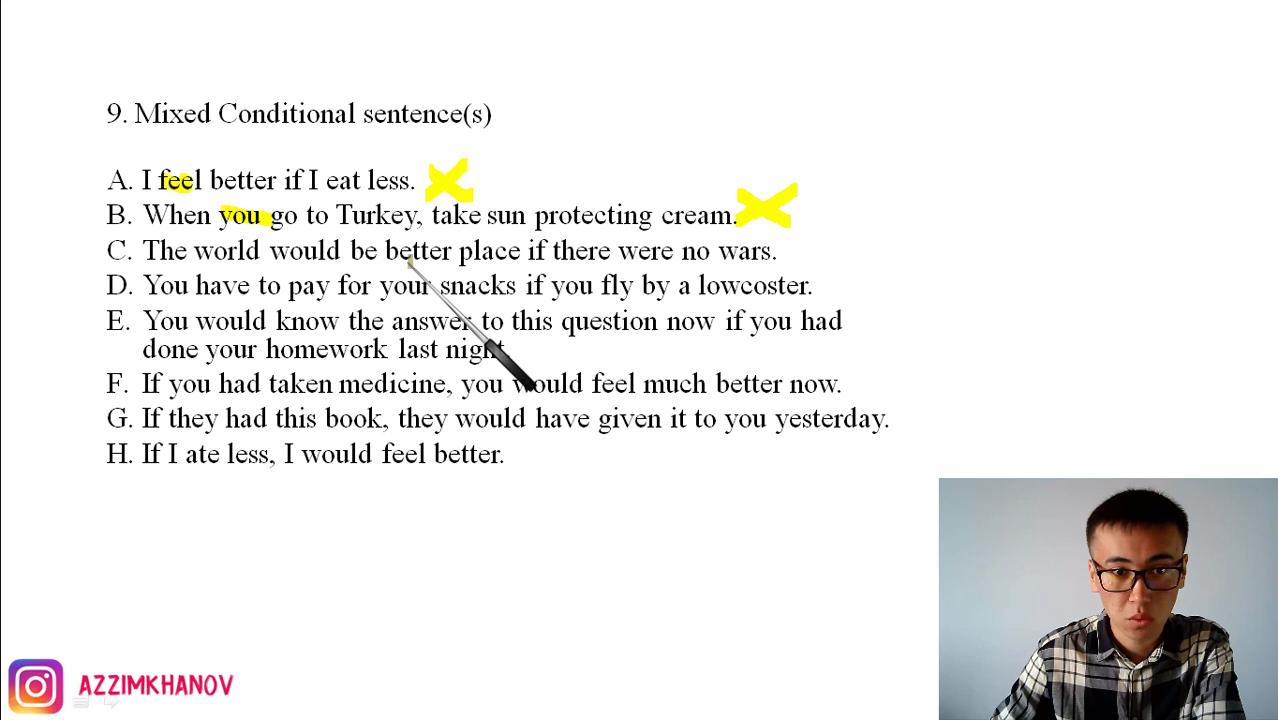 9. Mixed Conditional sentence(s)
A. I feel better if I eat less.
B. When you go to Turkey, take sun protecting cream.
C. The world would be better place if there were no wars.
D. You have to pay for your snacks if you fly by a lowcoster.
E. You would know the answer to this question now if you had
done your homework last night.
F. If you had taken medicine, you would feel much better now.
G. If they had this book, they would have given it to you yesterday.
H. If I ate less, I would feel better.
AZZIMKHANOV